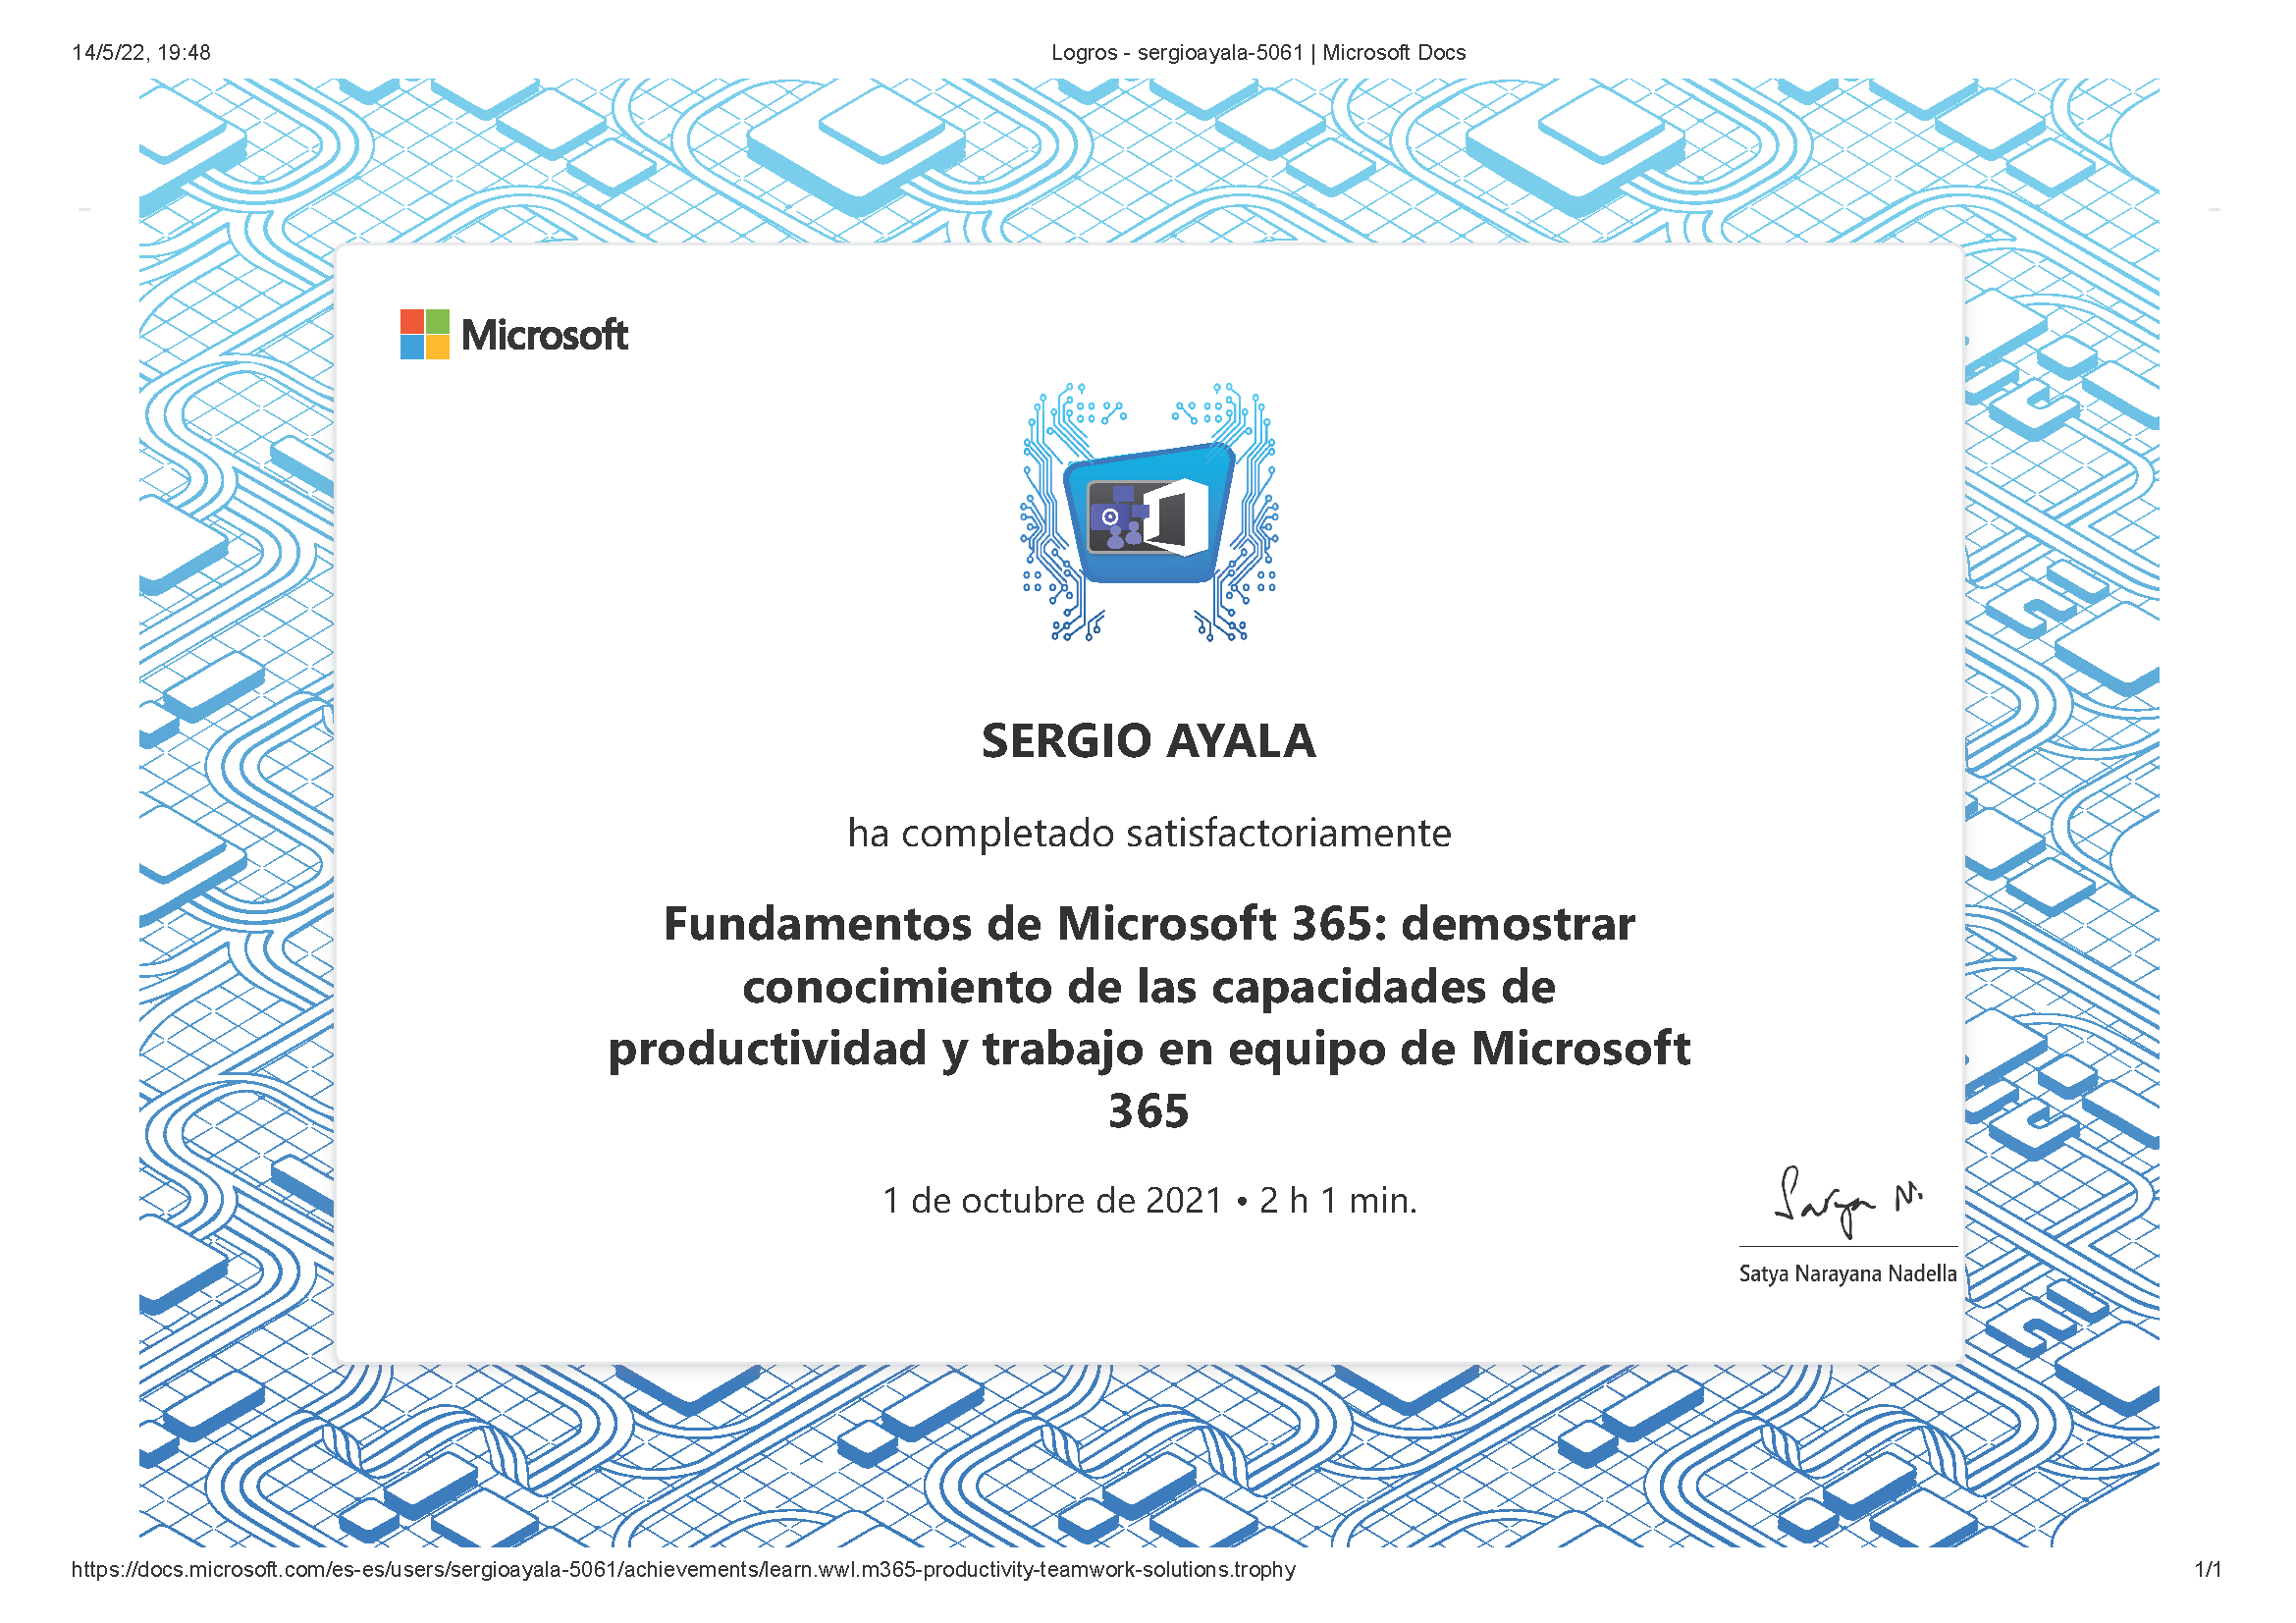 14/5/22, 19:48
Logros - sergioayala-5061 | Microsoft Docs
Microsoft
SERGIO AYALA
ha completado satisfactoriamente
Fundamentos de Microsoft 365: demostrar
conocimiento de las capacidades de
productividad y trabajo en equipo de Microsoft
365
1 de octubre de 2021 • 2 h 1 min.
Satya N.
Satya Narayana Nadella
https://docs.microsoft.com/es-es/users/sergioayala-5061/achievements/learn.wwl.m365-productivity-teamwork-solutions.trophy
1/1